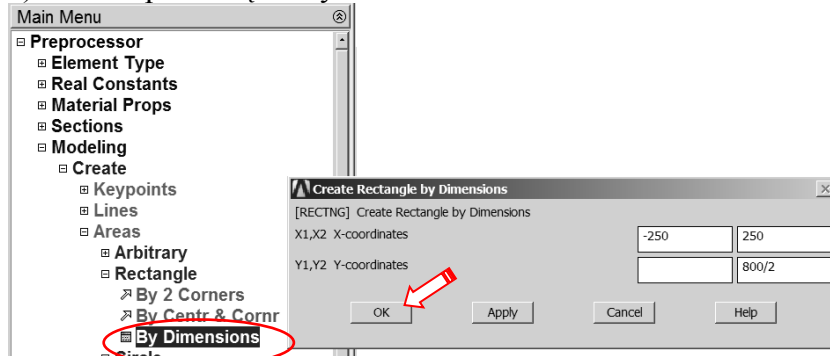 Main Menu
Preprocessor
Element Type
Real Constants
Material Props
Sections
Modeling
Create
Keypoints
Lines
Areas
Arbitrary
Rectangle
By 2 Corners
By Centr & Cornr
By Dimensions
Circle
Create Rectangle by Dimensions
[RECTNG] Create Rectangle by Dimensions
X1,X2 X-coordinates -250 250
Y1,Y2 Y-coordinates 800/2
OK Apply Cancel Help